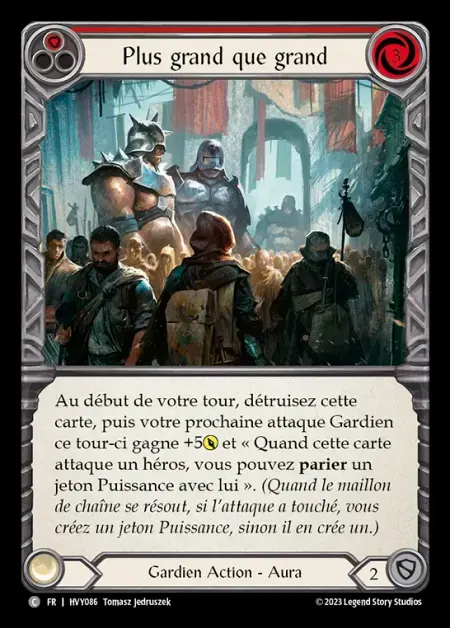 Plus grand que grand
3
Au début de votre tour, détruisez cette
carte, puis votre prochaine attaque Gardien
ce tour-ci gagne +5 et « Quand cette carte
attaque un héros, vous pouvez parier un
jeton Puissance avec lui ». (Quand le maillon
de chaîne se résout, si l'attaque a touché, vous
créez un jeton Puissance, sinon il en crée un.)
Gardien Action - Aura
2
C FR | HVY086 Tomasz Jedruszek
© 2023 Legend Story Studios